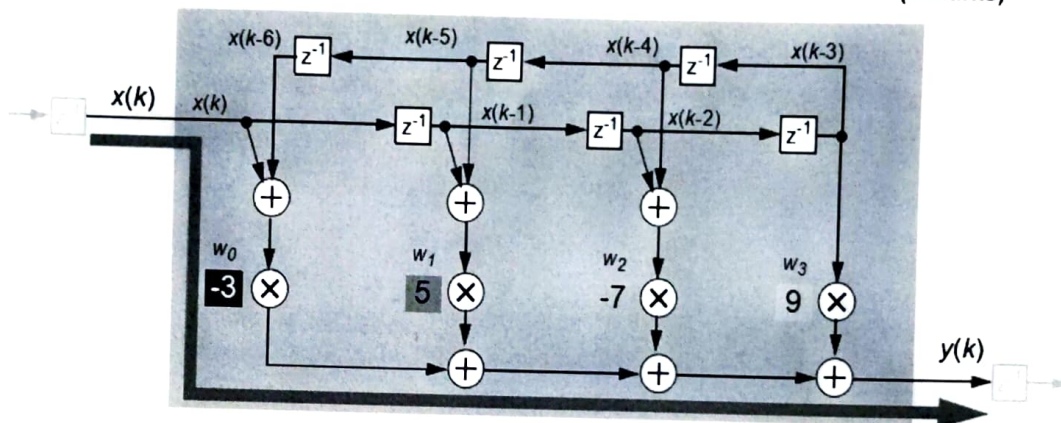 x(k-6) z⁻¹ x(k-5) z⁻¹ x(k-4) z⁻¹ x(k-3)
x(k) x(k) z⁻¹ x(k-1) z⁻¹ x(k-2) z⁻¹
+ + +
w₀ w₁ w₂ w₃
-3 × 5 × -7 × 9 ×
+ + + y(k)